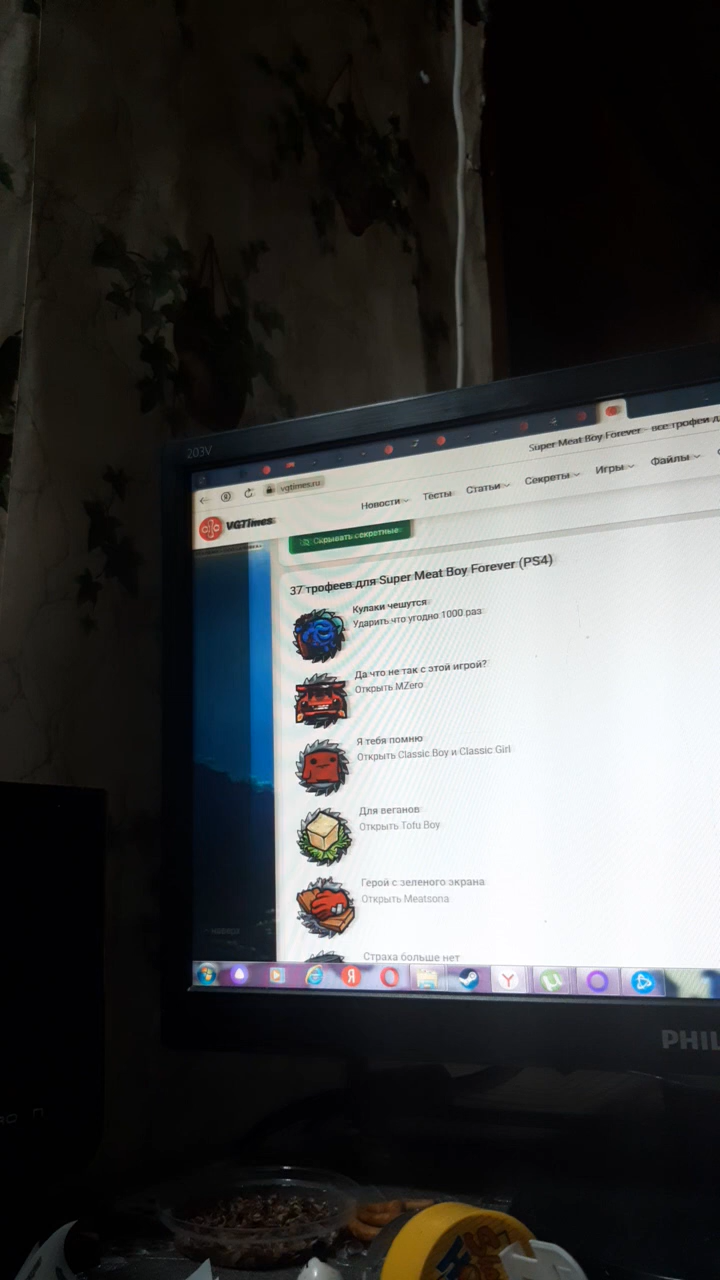 203V
Super Meat Boy Forever - все трофеи д
vgtimes.ru
Новости Тесты Статьи Секреты Игры Файлы
VGTimes
Скрывать секретные
37 трофеев для Super Meat Boy Forever (PS4)
Кулаки чешутся
Ударить что угодно 1000 раз
Да что не так с этой игрой?
Открыть MZero
Я тебя помню
Открыть Classic Boy и Classic Girl
Для веганов
Открыть Tofu Boy
Герой с зеленого экрана
Открыть Meatsona
Страха больше нет
PHIL